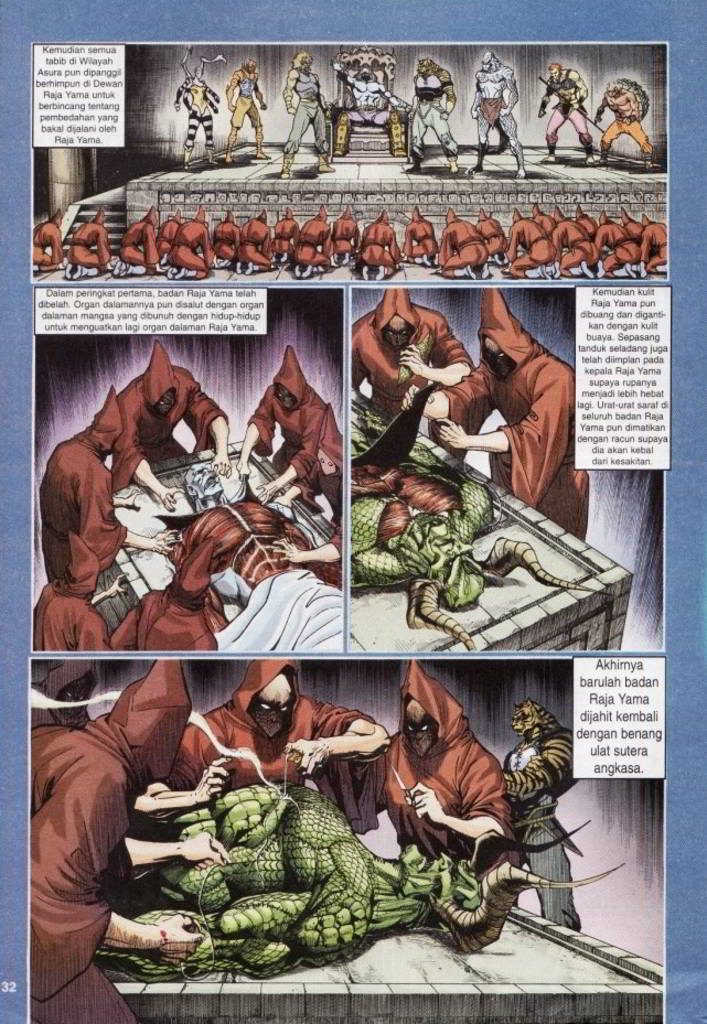 Kemudian semua
tabib di Wilayah
Asura pun dipanggil
berhimpun di Dewan
Raja Yama untuk
berbincang tentang
pembedahan yang
bakal dijalani oleh
Raja Yama.
Dalam peringkat pertama, badan Raja Yama telah
dibelah. Organ dalamannya pun disalut dengan organ
dalaman mangsa yang dibunuh dengan hidup-hidup
untuk menguatkan lagi organ dalaman Raja Yama.
Kemudian kulit
Raja Yama pun
dibuang dan diganti-
kan dengan kulit
buaya. Sepasang
tanduk seladang juga
telah diimplan pada
kepala Raja Yama
supaya rupanya
menjadi lebih hebat
lagi. Urat-urat saraf di
seluruh badan Raja
Yama pun dimatikan
dengan racun supaya
dia akan kebal
dari kesakitan.
Akhirnya
barulah badan
Raja Yama
dijahit kembali
dengan benang
ulat sutera
angkasa.
32